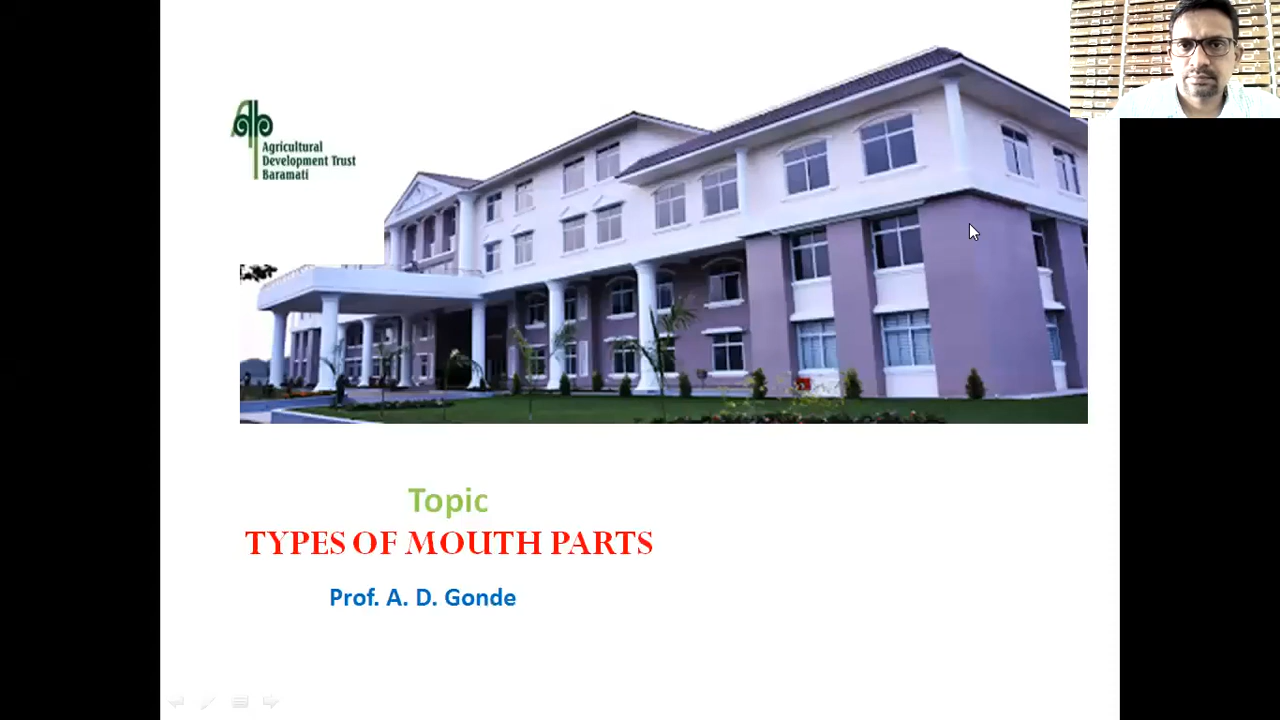 Agricultural
Development Trust
Baramati
Topic
TYPES OF MOUTH PARTS
Prof. A. D. Gonde